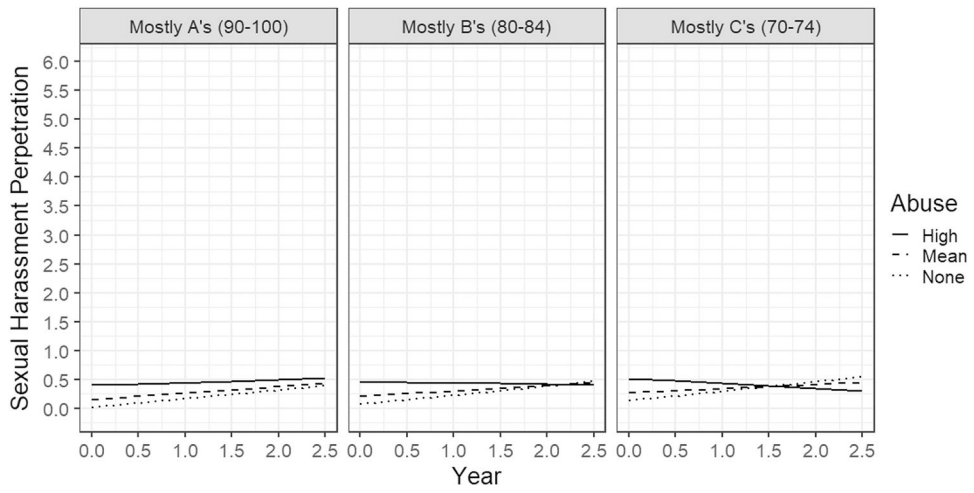 Mostly A's (90-100) Mostly B's (80-84) Mostly C's (70-74)
Sexual Harassment Perpetration
6.0
5.5
5.0
4.5
4.0
3.5
3.0
2.5
2.0
1.5
1.0
0.5
0.0
0.0 0.5 1.0 1.5 2.0 2.5 0.0 0.5 1.0 1.5 2.0 2.5 0.0 0.5 1.0 1.5 2.0 2.5
Year
Abuse
High
Mean
None